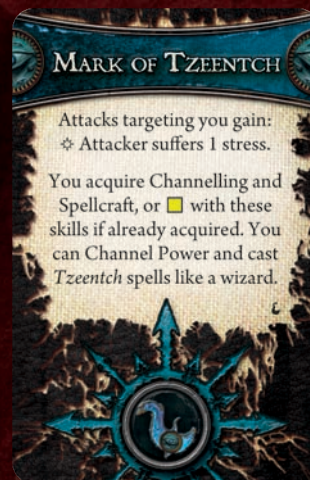 MARK OF TZEENTCH
Attacks targeting you gain:
Attacker suffers 1 stress.
You acquire Channelling and
Spellcraft, or with these
skills if already acquired. You
can Channel Power and cast
Tzeentch spells like a wizard.